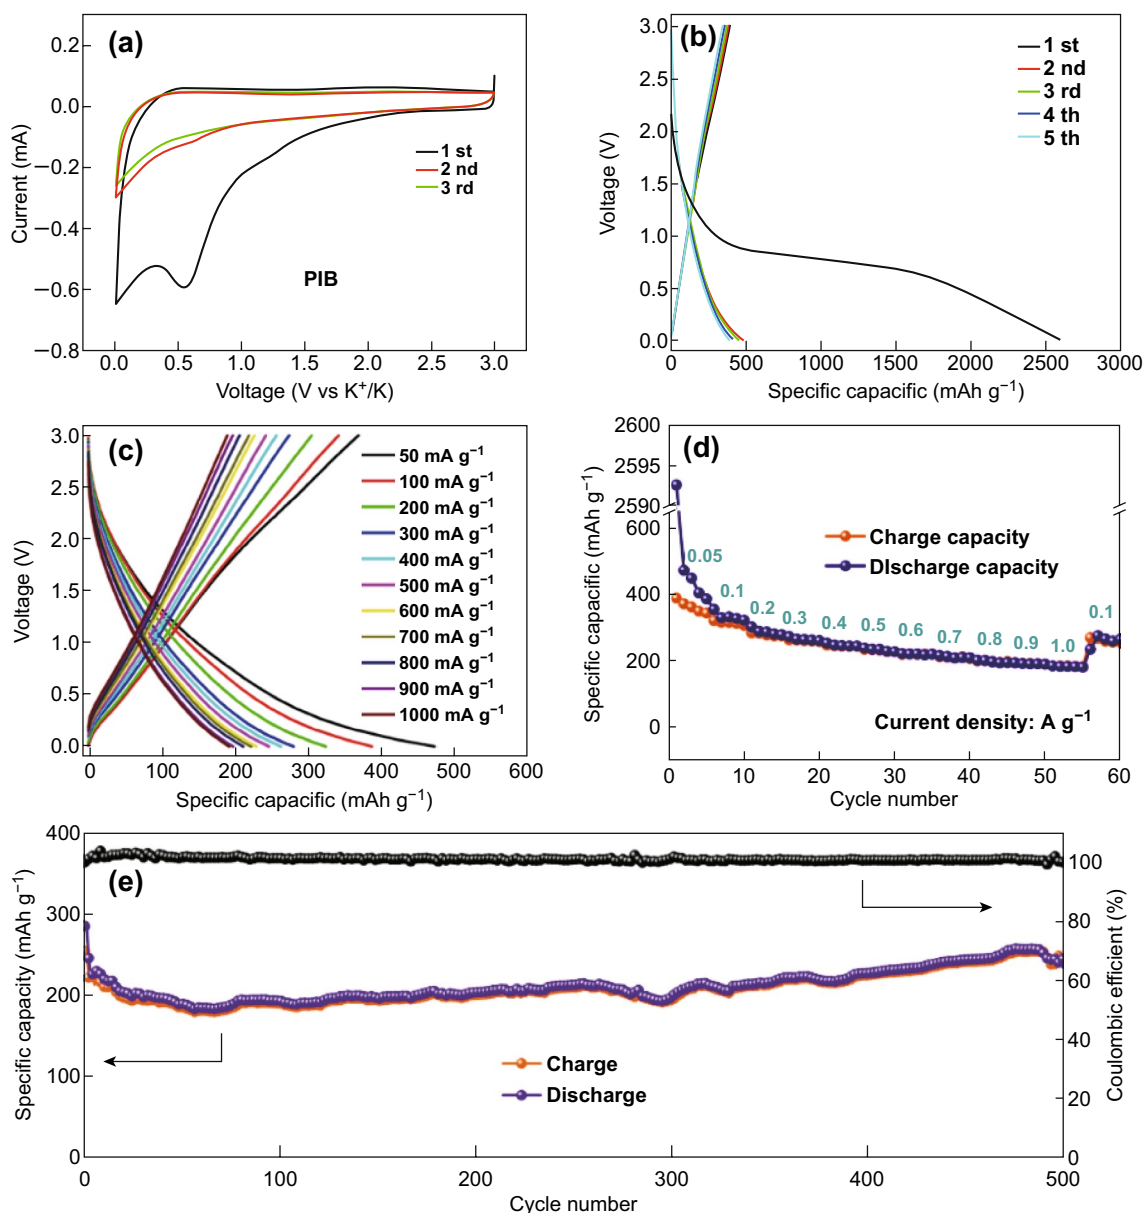 (a)
0.2
0.0
−0.2
−0.4
−0.6
−0.8
Current (mA)
1 st
2 nd
3 rd
PIB
0.0 0.5 1.0 1.5 2.0 2.5 3.0
Voltage (V vs K⁺/K)
(b)
3.0
2.5
2.0
1.5
1.0
0.5
0.0
Voltage (V)
1 st
2 nd
3 rd
4 th
5 th
0 500 1000 1500 2000 2500 3000
Specific capacific (mAh g⁻¹)
(c)
3.0
2.5
2.0
1.5
1.0
0.5
0.0
Voltage (V)
50 mA g⁻¹
100 mA g⁻¹
200 mA g⁻¹
300 mA g⁻¹
400 mA g⁻¹
500 mA g⁻¹
600 mA g⁻¹
700 mA g⁻¹
800 mA g⁻¹
900 mA g⁻¹
1000 mA g⁻¹
0 100 200 300 400 500 600
Specific capacific (mAh g⁻¹)
(d)
2600
2595
2590
600
400
200
0
Specific capacific (mAh g⁻¹)
Charge capacity
DIscharge capacity
0.05
0.1
0.2
0.3
0.4
0.5
0.6
0.7
0.8
0.9
1.0
0.1
Current density: A g⁻¹
0 10 20 30 40 50 60
Cycle number
(e)
400
300
200
100
0
Specific capacity (mAh g⁻¹)
100
80
60
40
20
0
Coulombic efficient (%)
Charge
Discharge
0 100 200 300 400 500
Cycle number